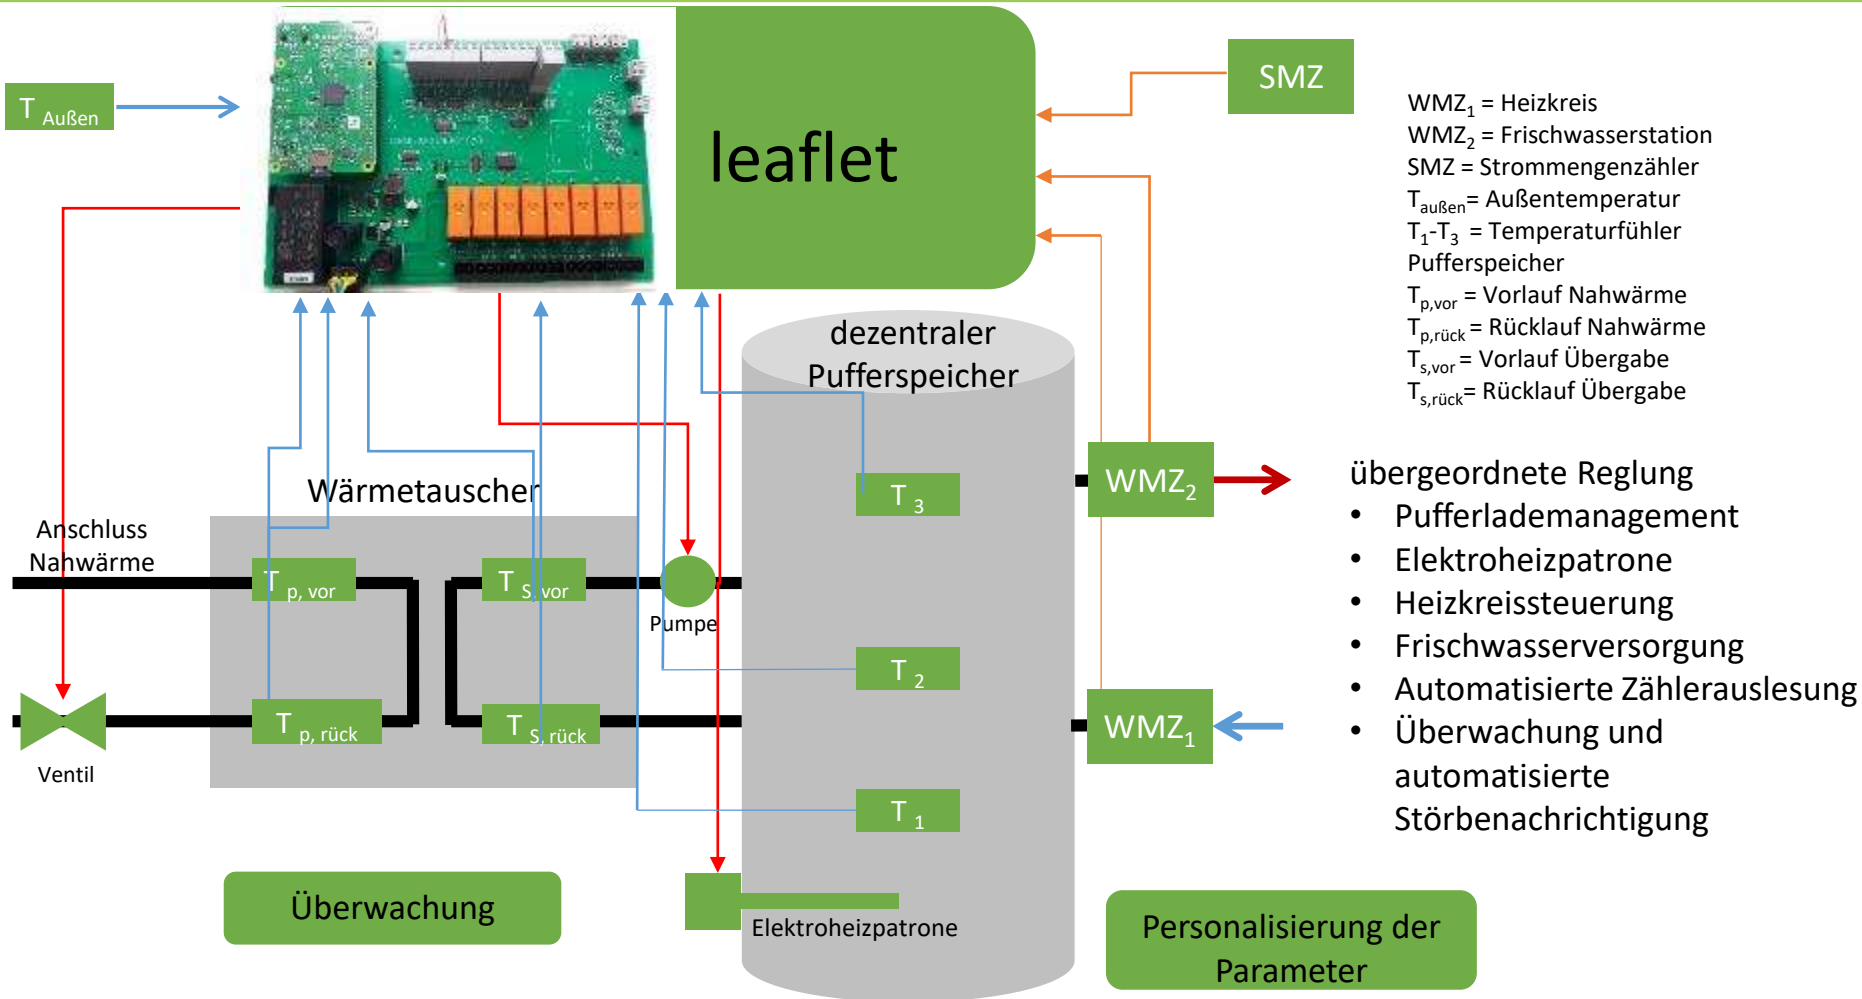 leaflet
SMZ
T Außen
WMZ1 = Heizkreis
WMZ2 = Frischwasserstation
SMZ = Strommengenzähler
Taußen= Außentemperatur
T1-T3 = Temperaturfühler
Pufferspeicher
Tp,vor = Vorlauf Nahwärme
Tp,rück = Rücklauf Nahwärme
Ts,vor = Vorlauf Übergabe
Ts,rück= Rücklauf Übergabe
dezentraler
Pufferspeicher
Wärmetauscher
Anschluss
Nahwärme
T p, vor
T S,vor
Pumpe
T 3
WMZ2
übergeordnete Reglung
• Pufferlademanagement
• Elektroheizpatrone
• Heizkreissteuerung
• Frischwasserversorgung
• Automatisierte Zählerauslesung
• Überwachung und
automatisierte
Störbenachrichtigung
T 2
T p, rück
T S, rück
WMZ1
Ventil
T 1
Überwachung
Elektroheizpatrone
Personalisierung der
Parameter